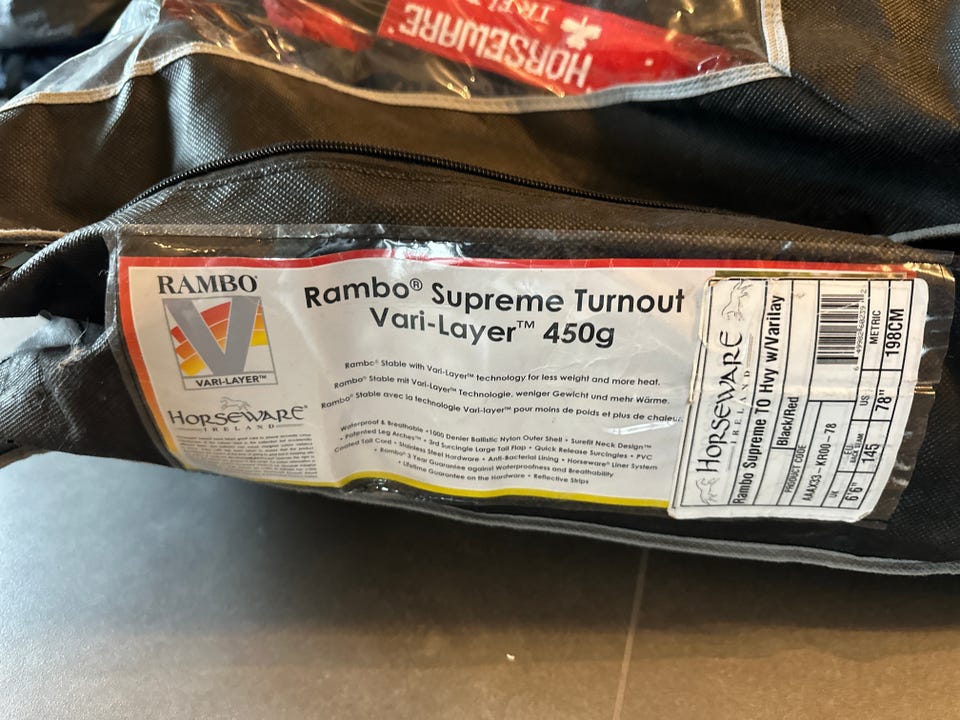 HORSEWARE®
RAMBO®
VARI-LAYER™
HORSEWARE®
IRELAND
Rambo® Supreme Turnout
Vari-Layer™ 450g
Rambo® Stable with Vari-Layer™ technology for less weight and more heat.
Rambo® Stable mit Vari-Layer™ Technologie, weniger Gewicht und mehr Wärme.
Rambo® Stable avec la technologie Vari-layer™ pour moins de poids et plus de chaleur
Waterproof & Breathable • 1000 Denier Ballistic Nylon Outer Shell • Surefit Neck Design™
• Patented Leg Arches™ • 3rd Surcingle Large Tail Flap • Quick Release Surcingles • PVC
Coated Tail Cord • Stainless Steel Hardware • Anti-Bacterial Lining • Horseware® Liner System
• Rambo® 3 Year Guarantee against Waterproofness and Breathability
• Lifetime Guarantee on the Hardware • Reflective Strips
HORSEWARE
IRELAND
Rambo Supreme TO Hvy w/Varilay
Black/Red
PRODUCT CODE
AAAK33-KR00-78
UK
EU
US
METRIC
6'6"
145
78"
198CM